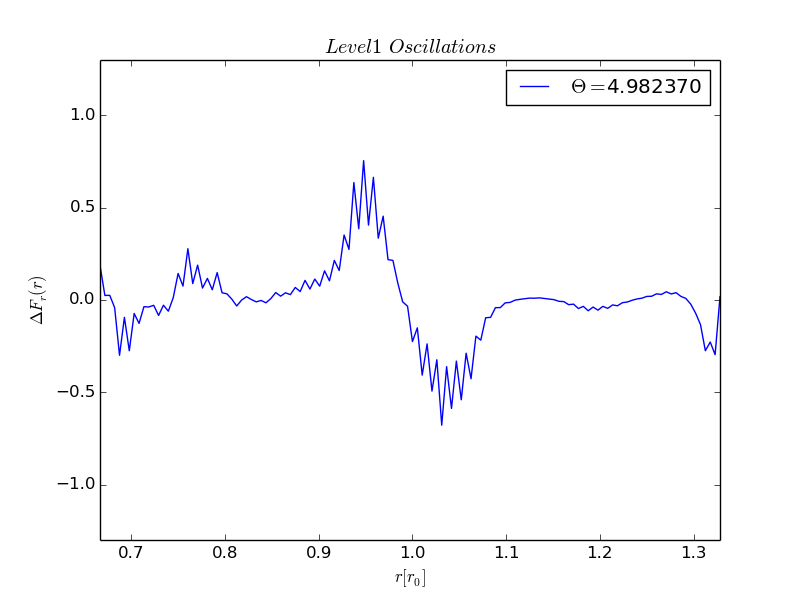 Level1 Oscillations
Θ =4.982370
1.0
0.5
0.0
−0.5
−1.0
ΔF_r(r)
0.7 0.8 0.9 1.0 1.1 1.2 1.3
r[r_0]